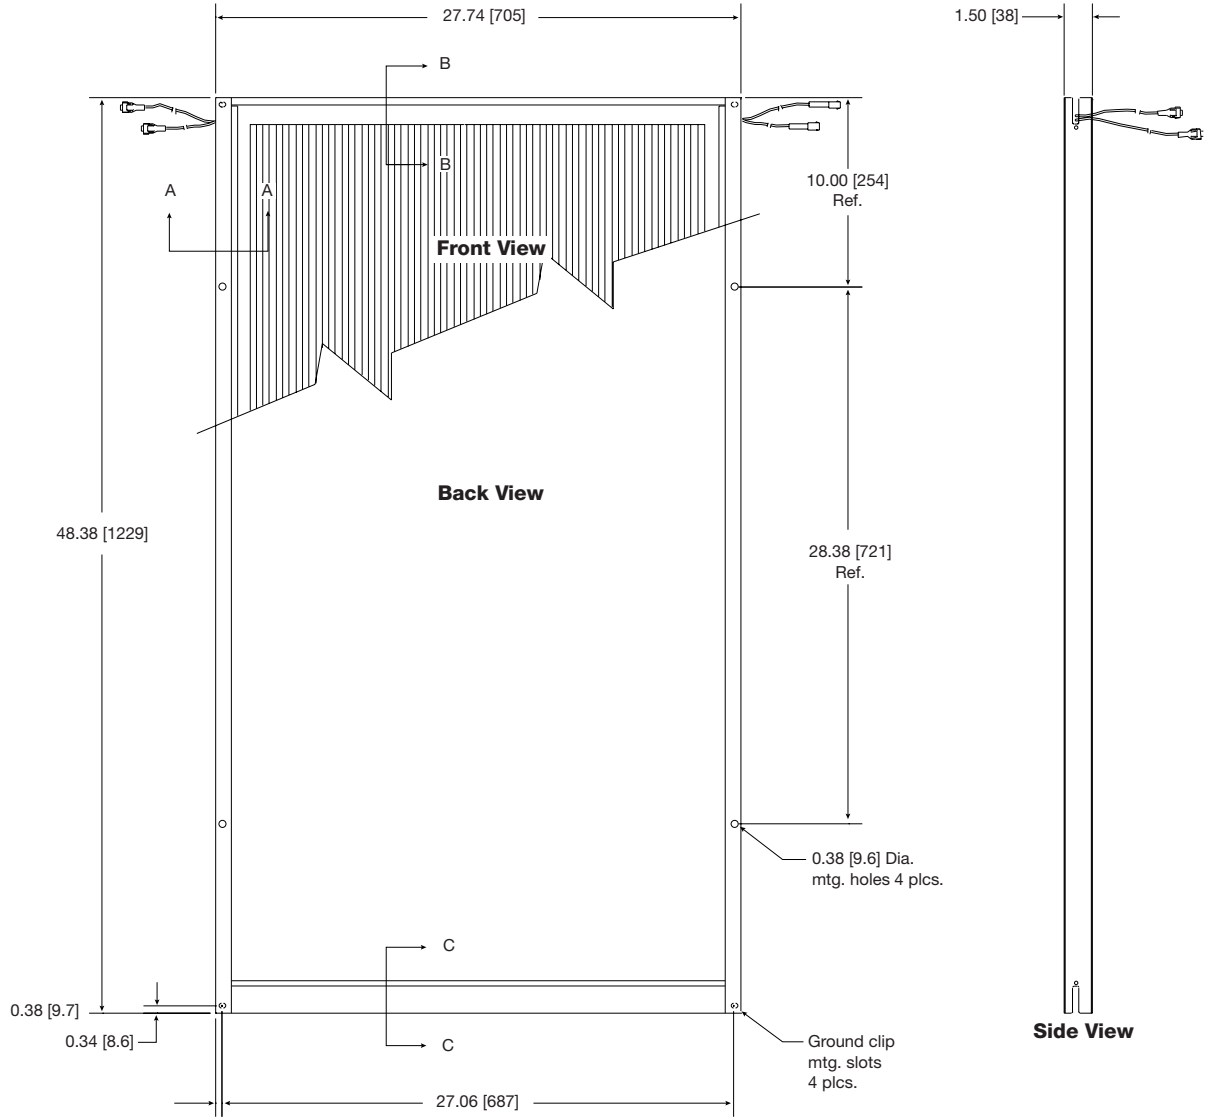 27.74 [705]
1.50 [38]
B
B
A
A
10.00 [254]
Ref.
Front View
Back View
48.38 [1229]
28.38 [721]
Ref.
0.38 [9.6] Dia.
mtg. holes 4 plcs.
C
0.38 [9.7]
0.34 [8.6]
C
Ground clip
mtg. slots
4 plcs.
Side View
27.06 [687]